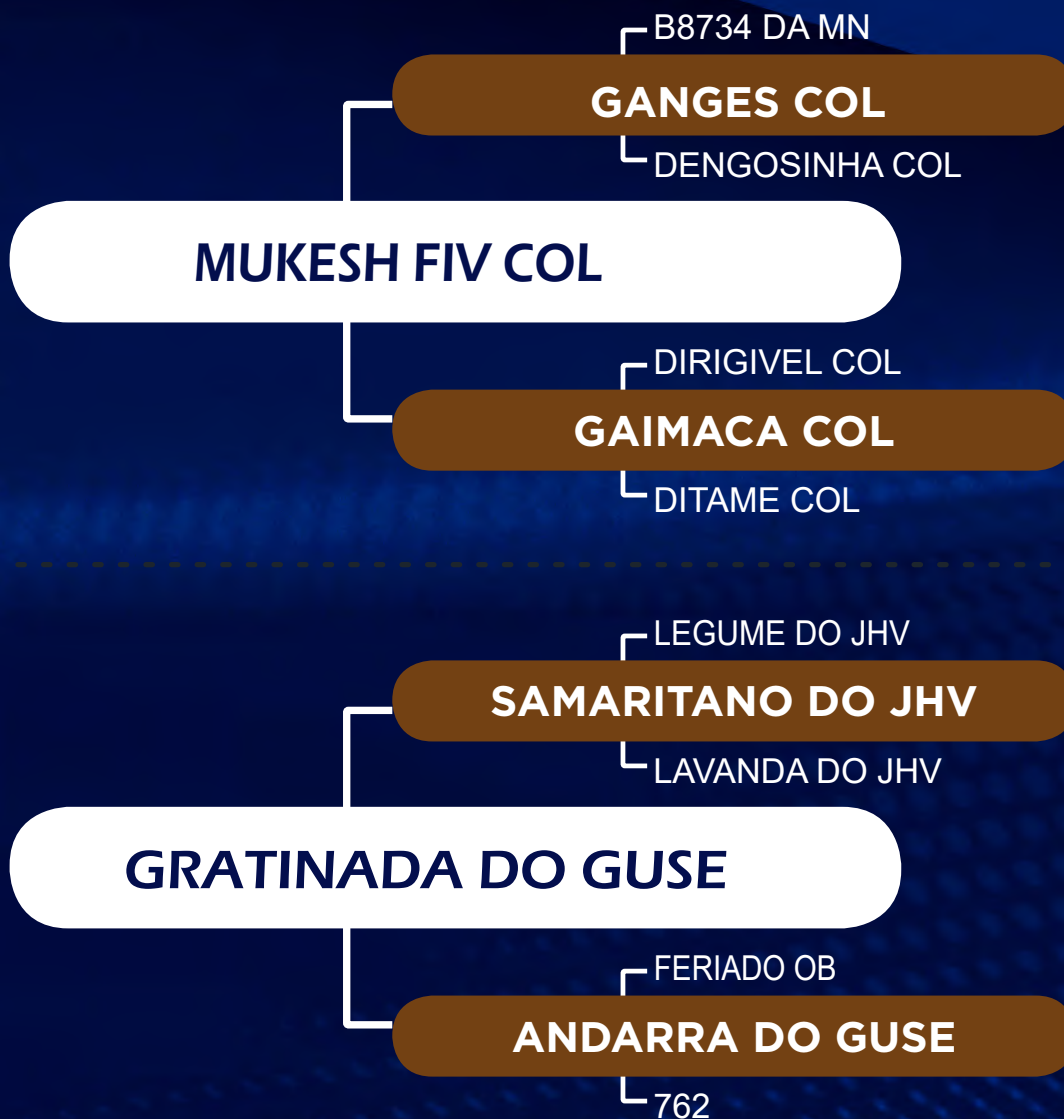 B8734 DA MN
GANGES COL
DENGOSINHA COL
MUKESH FIV COL
DIRIGIVEL COL
GAIMACA COL
DITAME COL
LEGUME DO JHV
SAMARITANO DO JHV
LAVANDA DO JHV
GRATINADA DO GUSE
FERIADO OB
ANDARRA DO GUSE
762